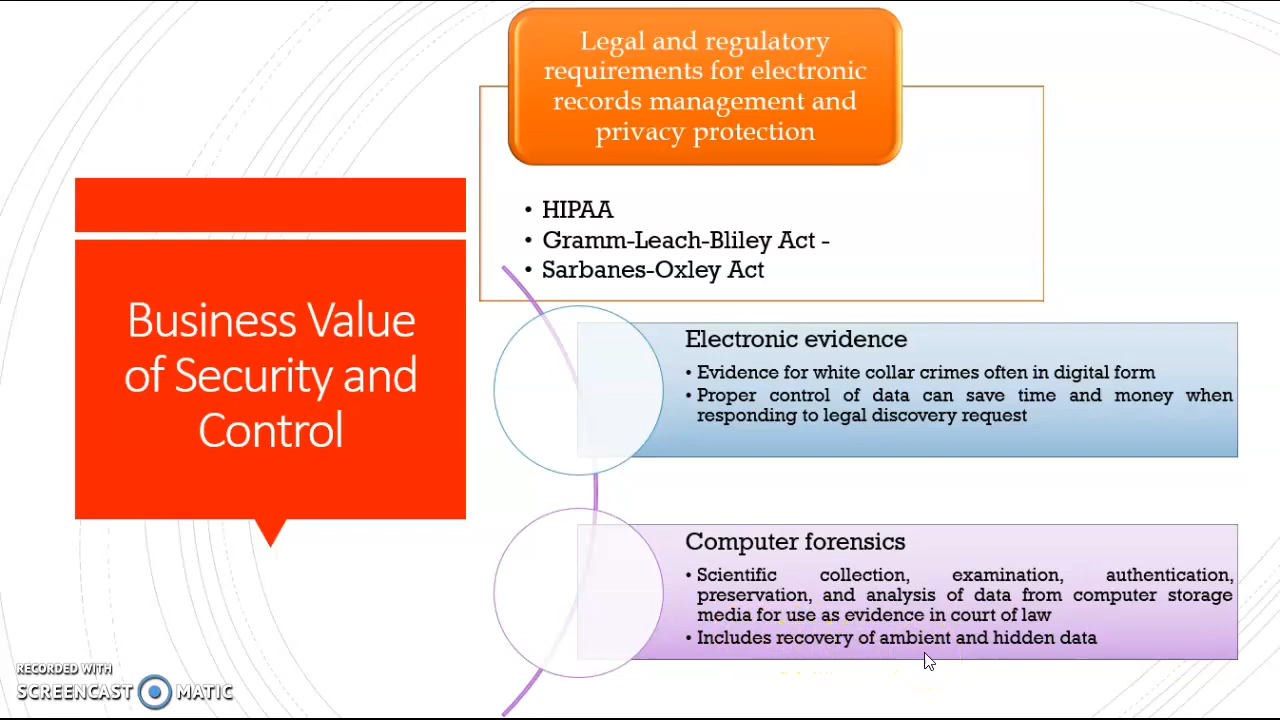 Legal and regulatory
requirements for electronic
records management and
privacy protection
• HIPAA
• Gramm-Leach-Bliley Act -
• Sarbanes-Oxley Act
Business Value
of Security and
Control
Electronic evidence
• Evidence for white collar crimes often in digital form
• Proper control of data can save time and money when
responding to legal discovery request
Computer forensics
• Scientific collection, examination, authentication,
preservation, and analysis of data from computer storage
media for use as evidence in court of law
• Includes recovery of ambient and hidden data
RECORDED WITH
SCREENCAST MATIC